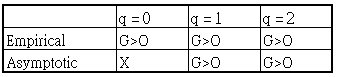 q = 0 q = 1 q = 2
Empirical G>O G>O G>O
Asymptotic X G>O G>O